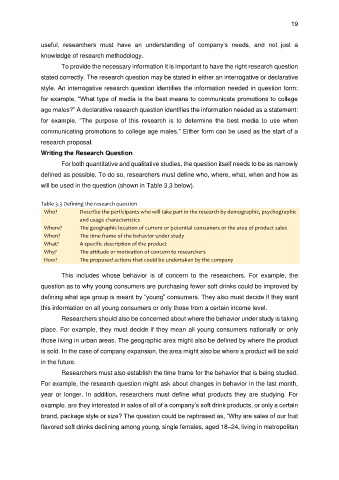 19
useful, researchers must have an understanding of company's needs, and not just a
knowledge of research methodology.
To provide the necessary information it is important to have the right research question
stated correctly. The research question may be stated in either an interrogative or declarative
style. An interrogative research question identifies the information needed in question form;
for example, "What type of media is the best means to communicate promotions to college
age males?" A declarative research question identifies the information needed as a statement:
for example, "The purpose of this research is to determine the best media to use when
communicating promotions to college age males." Either form can be used as the start of a
research proposal.
Writing the Research Question
For both quantitative and qualitative studies, the question itself needs to be as narrowly
defined as possible. To do so, researchers must define who, where, what, when and how as
will be used in the question (shown in Table 3.3 below).
Table 3.3 Defining the research question
Who? Describe the participants who will take part in the research by demographic, psychographic
and usage characteristics
Where? The geographic location of current or potential consumers or the area of product sales
When? The time frame of the behavior under study
What? A specific description of the product
Why? The attitude or motivation of concern to researchers
How? The proposed actions that could be undertaken by the company
This includes whose behavior is of concern to the researchers. For example, the
question as to why young consumers are purchasing fewer soft drinks could be improved by
defining what age group is meant by "young" consumers. They also must decide if they want
this information on all young consumers or only those from a certain income level.
Researchers should also be concerned about where the behavior under study is taking
place. For example, they must decide if they mean all young consumers nationally or only
those living in urban areas. The geographic area might also be defined by where the product
is sold. In the case of company expansion, the area might also be where a product will be sold
in the future.
Researchers must also establish the time frame for the behavior that is being studied.
For example, the research question might ask about changes in behavior in the last month,
year or longer. In addition, researchers must define what products they are studying. For
example, are they interested in sales of all of a company's soft drink products, or only a certain
brand, package style or size? The question could be rephrased as, "Why are sales of our fruit
flavored soft drinks declining among young, single females, aged 18–24, living in metropolitan